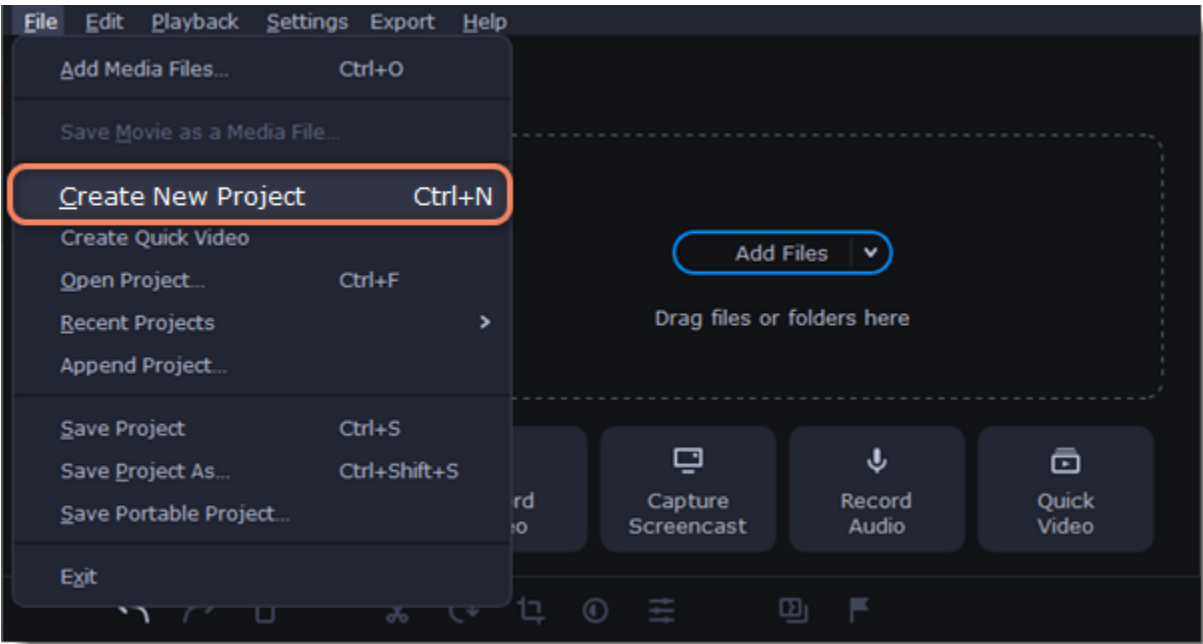 File Edit Playback Settings Export Help
Add Media Files... Ctrl+O
Save Movie as a Media File...
Create New Project Ctrl+N
Create Quick Video
Open Project... Ctrl+F
Recent Projects
Append Project...
Save Project Ctrl+S
Save Project As... Ctrl+Shift+S
Save Portable Project...
Exit
Add Files
Drag files or folders here
Capture
Screencast
Record
Audio
Quick
Video